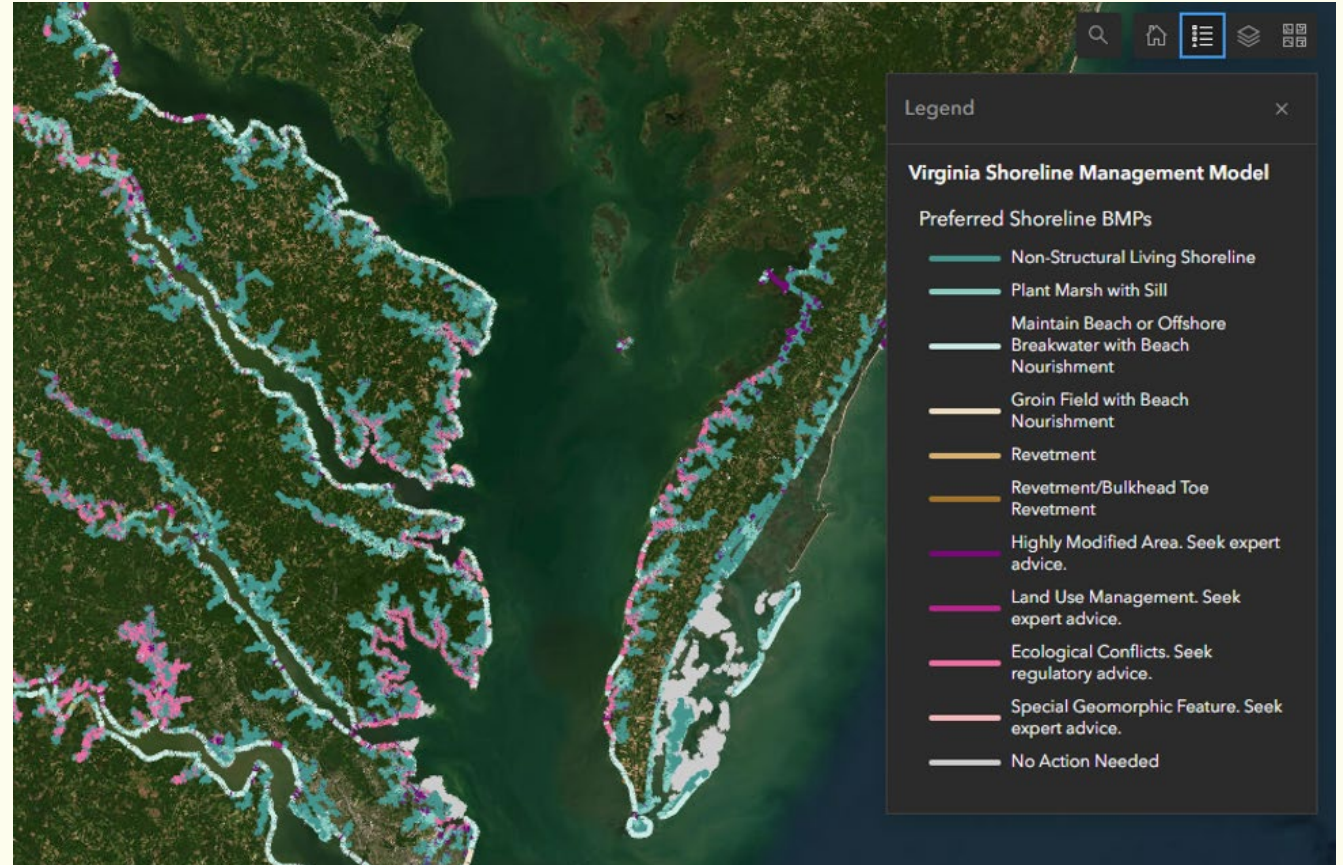 Legend
Virginia Shoreline Management Model
Preferred Shoreline BMPs
Non-Structural Living Shoreline
Plant Marsh with Sill
Maintain Beach or Offshore
Breakwater with Beach
Nourishment
Groin Field with Beach
Nourishment
Revetment
Revetment/Bulkhead Toe
Revetment
Highly Modified Area. Seek expert
advice.
Land Use Management. Seek
expert advice.
Ecological Conflicts. Seek
regulatory advice.
Special Geomorphic Feature. Seek
expert advice.
No Action Needed